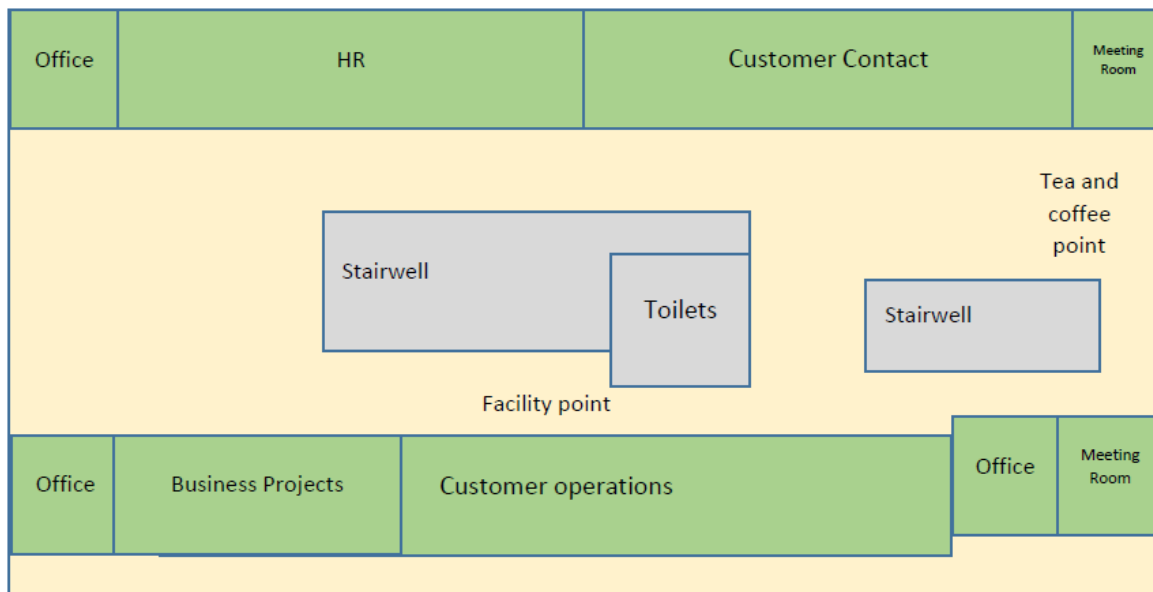 Office
HR
Customer Contact
Meeting
Room
Tea and
coffee
point
Stairwell
Toilets
Stairwell
Facility point
Office
Business Projects
Customer operations
Office
Meeting
Room